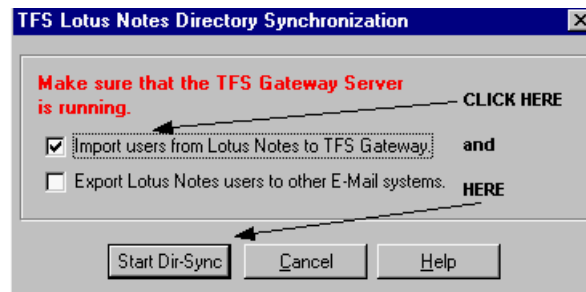 TFS Lotus Notes Directory Synchronization
Make sure that the TFS Gateway Server
is running.
CLICK HERE
Import users from Lotus Notes to TFS Gateway.
and
Export Lotus Notes users to other E-Mail systems.
HERE
Start Dir-Sync
Cancel
Help